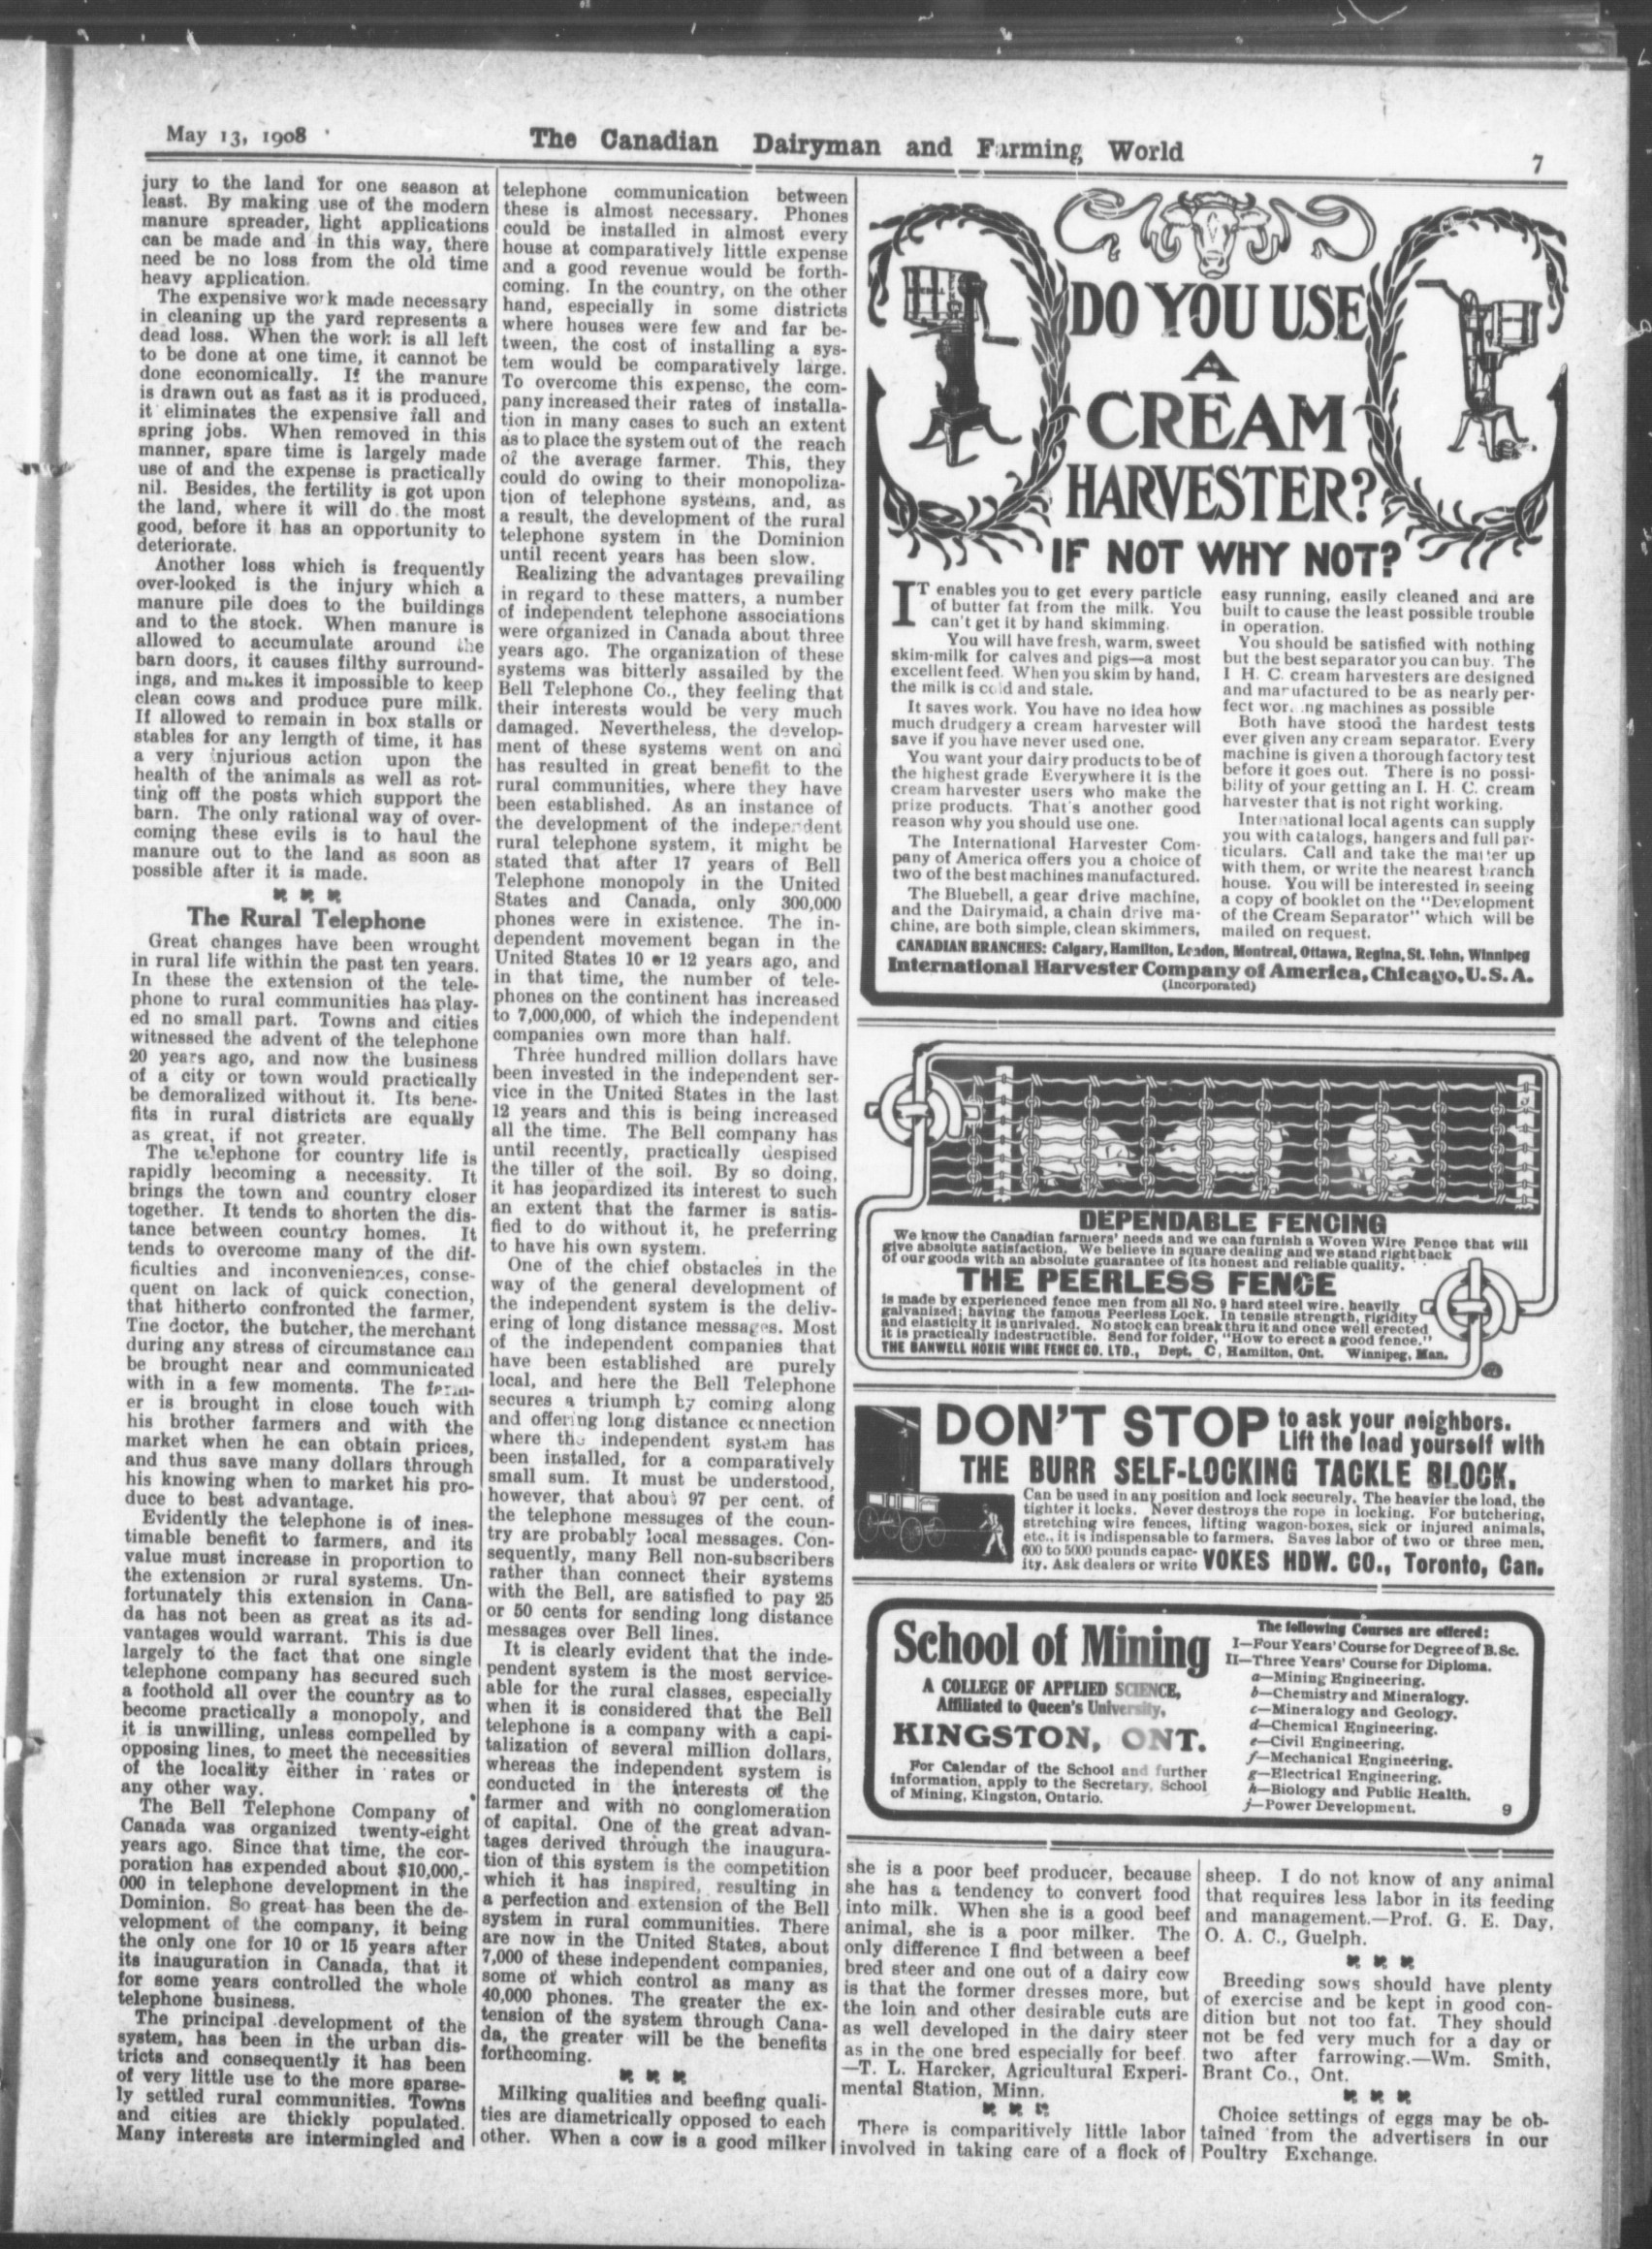 May 13, 1908
The Canadian Dairyman and Farming World
7
jury to the land for one season at
least. By making use of the modern
manure spreader, light applications
can be made and in this way, there
need be no loss from the old time
heavy application.
The expensive work made necessary
in cleaning up the yard represents a
dead loss. When the work is all left
to be done at one time, it cannot be
done economically. If the manure
is drawn out as fast as it is produced,
it eliminates the expensive fall and
spring jobs. When removed in this
manner, spare time is largely made
use of and the expense is practically
nil. Besides, the fertility is got upon
the land, where it will do the most
good, before it has an opportunity to
deteriorate.
Another loss which is frequently
over-looked is the injury which a
manure pile does to the buildings
and to the stock. When manure is
allowed to accumulate around the
barn doors, it causes filthy surround-
ings, and makes it impossible to keep
clean cows and produce pure milk.
If allowed to remain in box stalls or
stables for any length of time, it has
a very injurious action upon the
health of the animals as well as rot-
ting off the posts which support the
barn. The only rational way of over-
coming these evils is to haul the
manure out to the land as soon as
possible after it is made.
The Rural Telephone
Great changes have been wrought
in rural life within the past ten years.
In these the extension of the tele-
phone to rural communities has play-
ed no small part. Towns and cities
witnessed the advent of the telephone
20 years ago, and now the business
of a city or town would practically
be demoralized without it. Its bene-
fits in rural districts are equally
as great, if not greater.
The telephone for country life is
rapidly becoming a necessity. It
brings the town and country closer
together. It tends to shorten the dis-
tance between country homes. It
tends to overcome many of the dif-
ficulties and inconveniences, conse-
quent on lack of quick conection,
that hitherto confronted the farmer,
The doctor, the butcher, the merchant
during any stress of circumstance can
be brought near and communicated
with in a few moments. The farm-
er is brought in close touch with
his brother farmers and with the
market when he can obtain prices,
and thus save many dollars through
his knowing when to market his pro-
duce to best advantage.
Evidently the telephone is of ines-
timable benefit to farmers, and its
value must increase in proportion to
the extension or rural systems. Un-
fortunately this extension in Cana-
da has not been as great as its ad-
vantages would warrant. This is due
largely to the fact that one single
telephone company has secured such
a foothold all over the country as to
become practically a monopoly, and
it is unwilling, unless compelled by
opposing lines, to meet the necessities
of the locality either in rates or
any other way.
The Bell Telephone Company of
Canada was organized twenty-eight
years ago. Since that time, the cor-
poration has expended about $10,000,-
000 in telephone development in the
Dominion. So great has been the de-
velopment of the company, it being
the only one for 10 or 15 years after
its inauguration in Canada, that it
for some years controlled the whole
telephone business.
The principal development of the
system, has been in the urban dis-
tricts and consequently it has been
of very little use to the more sparse-
ly settled rural communities. Towns
and cities are thickly populated.
Many interests are intermingled and
telephone communication between
these is almost necessary. Phones
could be installed in almost every
house at comparatively little expense
and a good revenue would be forth-
coming. In the country, on the other
hand, especially in some districts
where houses were few and far be-
tween, the cost of installing a sys-
tem would be comparatively large.
To overcome this expense, the com-
pany increased their rates of installa-
tion in many cases to such an extent
as to place the system out of the reach
of the average farmer. This, they
could do owing to their monopoliza-
tion of telephone systems, and, as
a result, the development of the rural
telephone system in the Dominion
until recent years has been slow.
Realizing the advantages prevailing
in regard to these matters, a number
of independent telephone associations
were organized in Canada about three
years ago. The organization of these
systems was bitterly assailed by the
Bell Telephone Co., they feeling that
their interests would be very much
damaged. Nevertheless, the develop-
ment of these systems went on and
has resulted in great benefit to the
rural communities, where they have
been established. As an instance of
the development of the independent
rural telephone system, it might be
stated that after 17 years of Bell
Telephone monopoly in the United
States and Canada, only 300,000
phones were in existence. The in-
dependent movement began in the
United States 10 or 12 years ago, and
in that time, the number of tele-
phones on the continent has increased
to 7,000,000, of which the independent
companies own more than half.
Three hundred million dollars have
been invested in the independent ser-
vice in the United States in the last
12 years and this is being increased
all the time. The Bell company has
until recently, practically despised
the tiller of the soil. By so doing,
it has jeopardized its interest to such
an extent that the farmer is satis-
fied to do without it, he preferring
to have his own system.
One of the chief obstacles in the
way of the general development of
the independent system is the deliv-
ering of long distance messages. Most
of the independent companies that
have been established are purely
local, and here the Bell Telephone
secures a triumph by coming along
and offering long distance connection
where the independent system has
been installed, for a comparatively
small sum. It must be understood,
however, that about 97 per cent. of
the telephone messages of the coun-
try are probably local messages. Con-
sequently, many Bell non-subscribers
rather than connect their systems
with the Bell, are satisfied to pay 25
or 50 cents for sending long distance
messages over Bell lines.
It is clearly evident that the inde-
pendent system is the most service-
able for the rural classes, especially
when it is considered that the Bell
telephone is a company with a capi-
talization of several million dollars,
whereas the independent system is
conducted in the interests of the
farmer and with no conglomeration
of capital. One of the great advan-
tages derived through the inaugura-
tion of this system is the competition
which it has inspired, resulting in
a perfection and extension of the Bell
system in rural communities. There
are now in the United States, about
7,000 of these independent companies,
some of which control as many as
40,000 phones. The greater the ex-
tension of the system through Cana-
da, the greater will be the benefits
forthcoming.
Milking qualities and beefing quali-
ties are diametrically opposed to each
other. When a cow is a good milker
DO YOU USE
A
CREAM
HARVESTER?
IF NOT WHY NOT?
IT enables you to get every particle
of butter fat from the milk. You
can't get it by hand skimming.
You will have fresh, warm, sweet
skim-milk for calves and pigs—a most
excellent feed. When you skim by hand,
the milk is cold and stale.
It saves work. You have no idea how
much drudgery a cream harvester will
save if you have never used one.
You want your dairy products to be of
the highest grade Everywhere it is the
cream harvester users who make the
prize products. That's another good
reason why you should use one.
The International Harvester Com-
pany of America offers you a choice of
two of the best machines manufactured.
The Bluebell, a gear drive machine,
and the Dairymaid, a chain drive ma-
chine, are both simple, clean skimmers,
easy running, easily cleaned and are
built to cause the least possible trouble
in operation.
You should be satisfied with nothing
but the best separator you can buy. The
I H. C. cream harvesters are designed
and manufactured to be as nearly per-
fect working machines as possible
Both have stood the hardest tests
ever given any cream separator. Every
machine is given a thorough factory test
before it goes out. There is no possi-
bility of your getting an I. H. C. cream
harvester that is not right working.
International local agents can supply
you with catalogs, hangers and full par-
ticulars. Call and take the matter up
with them, or write the nearest branch
house. You will be interested in seeing
a copy of booklet on the "Development
of the Cream Separator" which will be
mailed on request.
CANADIAN BRANCHES: Calgary, Hamilton, London, Montreal, Ottawa, Regina, St. John, Winnipeg
International Harvester Company of America, Chicago, U. S. A.
(Incorporated)
DEPENDABLE FENCING
We know the Canadian farmers' needs and we can furnish a Woven Wire Fence that will
give absolute satisfaction. We believe in square dealing and we stand right back
of our goods with an absolute guarantee of its honest and reliable quality.
THE PEERLESS FENCE
is made by experienced fence men from all No. 9 hard steel wire, heavily
galvanized; having the famous Peerless Lock. In tensile strength, rigidity
and elasticity it is unrivaled. No stock can break thru it and once well erected
it is practically indestructible. Send for folder, "How to erect a good fence."
THE BANWELL HOXIE WIRE FENCE CO. LTD., Dept. C, Hamilton, Ont. Winnipeg, Man.
DON'T STOP to ask your neighbors.
Lift the load yourself with
THE BURR SELF-LOCKING TACKLE BLOCK.
Can be used in any position and lock securely. The heavier the load, the
tighter it locks. Never destroys the rope in locking. For butchering,
stretching wire fences, lifting wagon-boxes, sick or injured animals,
etc., it is indispensable to farmers. Saves labor of two or three men.
600 to 5000 pounds capac-
ity. Ask dealers or write VOKES HDW. CO., Toronto, Can.
School of Mining
A COLLEGE OF APPLIED SCIENCE,
Affiliated to Queen's University,
KINGSTON, ONT.
For Calendar of the School and further
information, apply to the Secretary, School
of Mining, Kingston, Ontario.
The following Courses are offered:
I—Four Years' Course for Degree of B.Sc.
II—Three Years' Course for Diploma.
a—Mining Engineering.
b—Chemistry and Mineralogy.
c—Mineralogy and Geology.
d—Chemical Engineering.
e—Civil Engineering.
f—Mechanical Engineering.
g—Electrical Engineering.
h—Biology and Public Health.
j—Power Development.
9
she is a poor beef producer, because
she has a tendency to convert food
into milk. When she is a good beef
animal, she is a poor milker. The
only difference I find between a beef
bred steer and one out of a dairy cow
is that the former dresses more, but
the loin and other desirable cuts are
as well developed in the dairy steer
as in the one bred especially for beef.
—T. L. Harcker, Agricultural Experi-
mental Station, Minn.
There is comparitively little labor
involved in taking care of a flock of
sheep. I do not know of any animal
that requires less labor in its feeding
and management.—Prof. G. E. Day,
O. A. C., Guelph.
Breeding sows should have plenty
of exercise and be kept in good con-
dition but not too fat. They should
not be fed very much for a day or
two after farrowing.—Wm. Smith,
Brant Co., Ont.
Choice settings of eggs may be ob-
tained from the advertisers in our
Poultry Exchange.